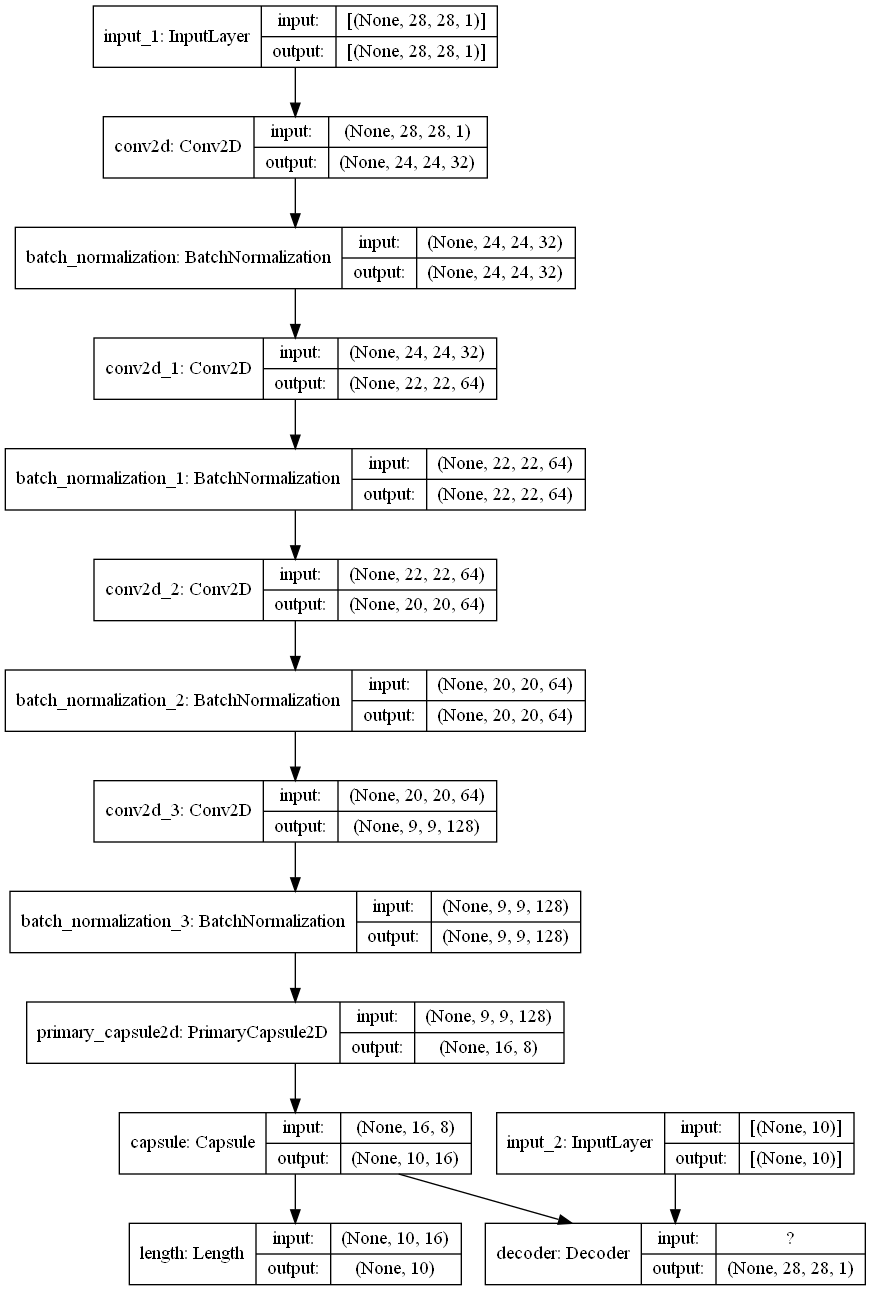 input_1: InputLayer
input:
[(None, 28, 28, 1)]
output:
[(None, 28, 28, 1)]
conv2d: Conv2D
input:
(None, 28, 28, 1)
output:
(None, 24, 24, 32)
batch_normalization: BatchNormalization
input:
(None, 24, 24, 32)
output:
(None, 24, 24, 32)
conv2d_1: Conv2D
input:
(None, 24, 24, 32)
output:
(None, 22, 22, 64)
batch_normalization_1: BatchNormalization
input:
(None, 22, 22, 64)
output:
(None, 22, 22, 64)
conv2d_2: Conv2D
input:
(None, 22, 22, 64)
output:
(None, 20, 20, 64)
batch_normalization_2: BatchNormalization
input:
(None, 20, 20, 64)
output:
(None, 20, 20, 64)
conv2d_3: Conv2D
input:
(None, 20, 20, 64)
output:
(None, 9, 9, 128)
batch_normalization_3: BatchNormalization
input:
(None, 9, 9, 128)
output:
(None, 9, 9, 128)
primary_capsule2d: PrimaryCapsule2D
input:
(None, 9, 9, 128)
output:
(None, 16, 8)
capsule: Capsule
input:
(None, 16, 8)
output:
(None, 10, 16)
input_2: InputLayer
input:
[(None, 10)]
output:
[(None, 10)]
length: Length
input:
(None, 10, 16)
output:
(None, 10)
decoder: Decoder
input:
?
output:
(None, 28, 28, 1)